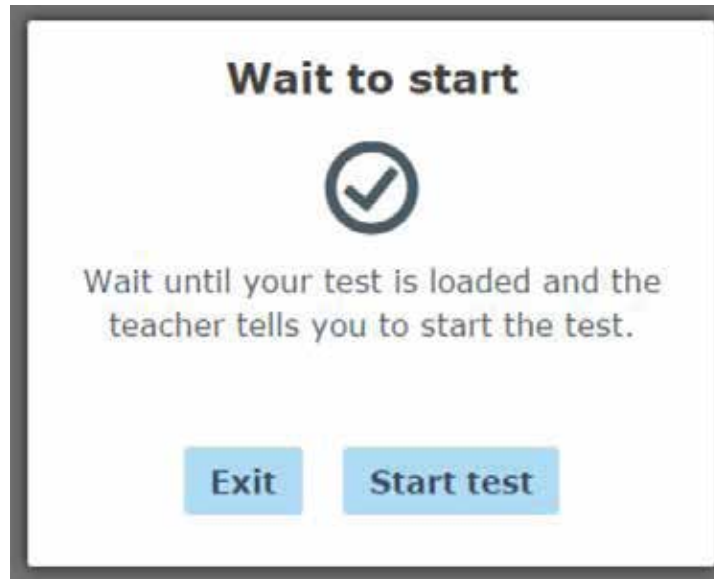 Wait to start
Wait until your test is loaded and the
teacher tells you to start the test.
Exit
Start test